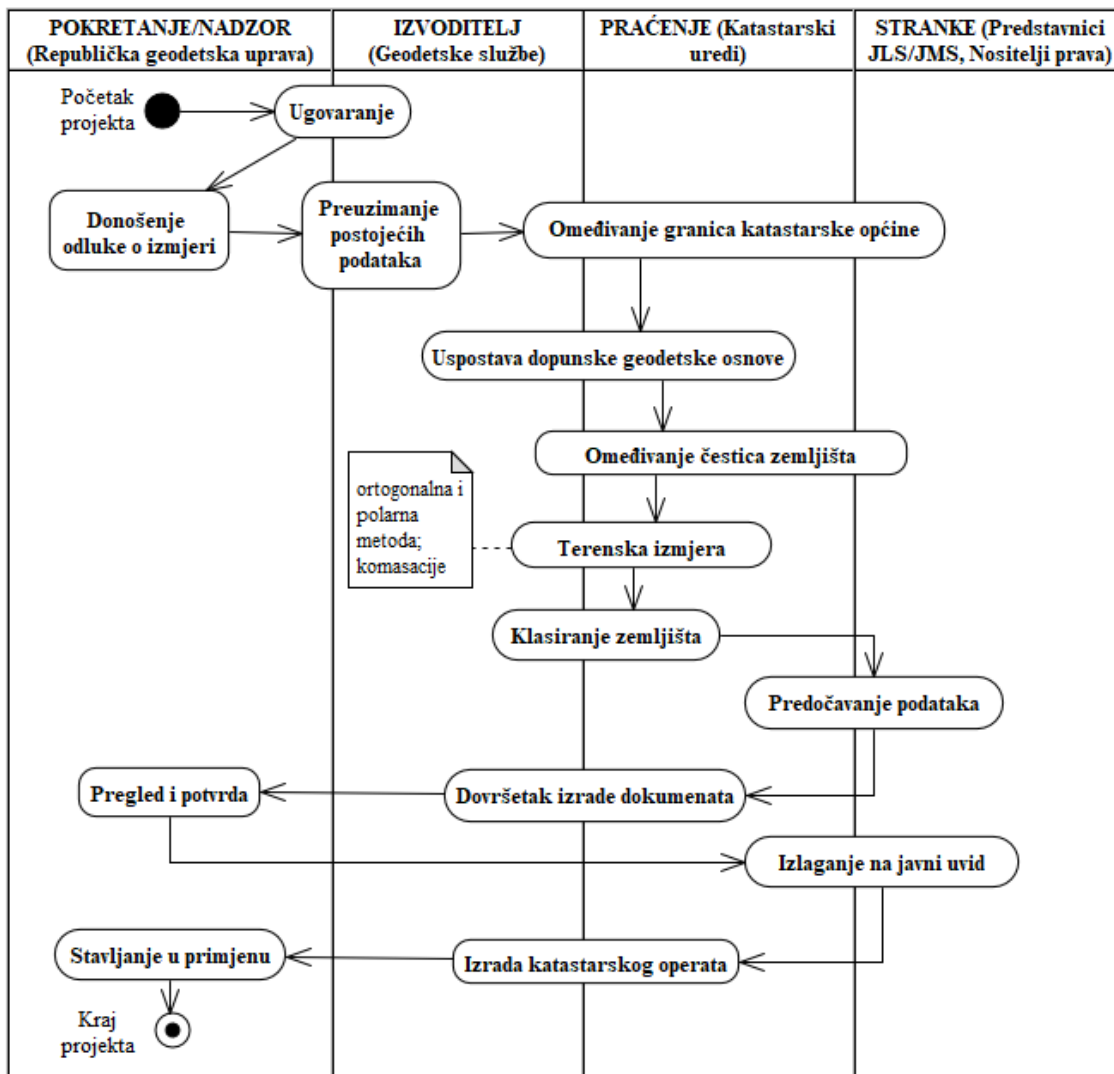 POKRETANJE/NADZOR
(Republička geodetska uprava)
IZVODITELJ
(Geodetske službe)
PRAĆENJE (Katastarski
uredi)
STRANKE (Predstavnici
JLS/JMS, Nositelji prava)
Početak
projekta
Ugovaranje
Donošenje
odluke o izmjeri
Preuzimanje
postojećih
podataka
Omeđivanje granica katastarske općine
Uspostava dopunske geodetske osnove
Omeđivanje čestica zemljišta
ortogonalna i
polarna
metoda;
komasacije
Terenska izmjera
Klasiranje zemljišta
Predočavanje podataka
Pregled i potvrda
Dovršetak izrade dokumenata
Izlaganje na javni uvid
Stavljanje u primjenu
Izrada katastarskog operata
Kraj
projekta